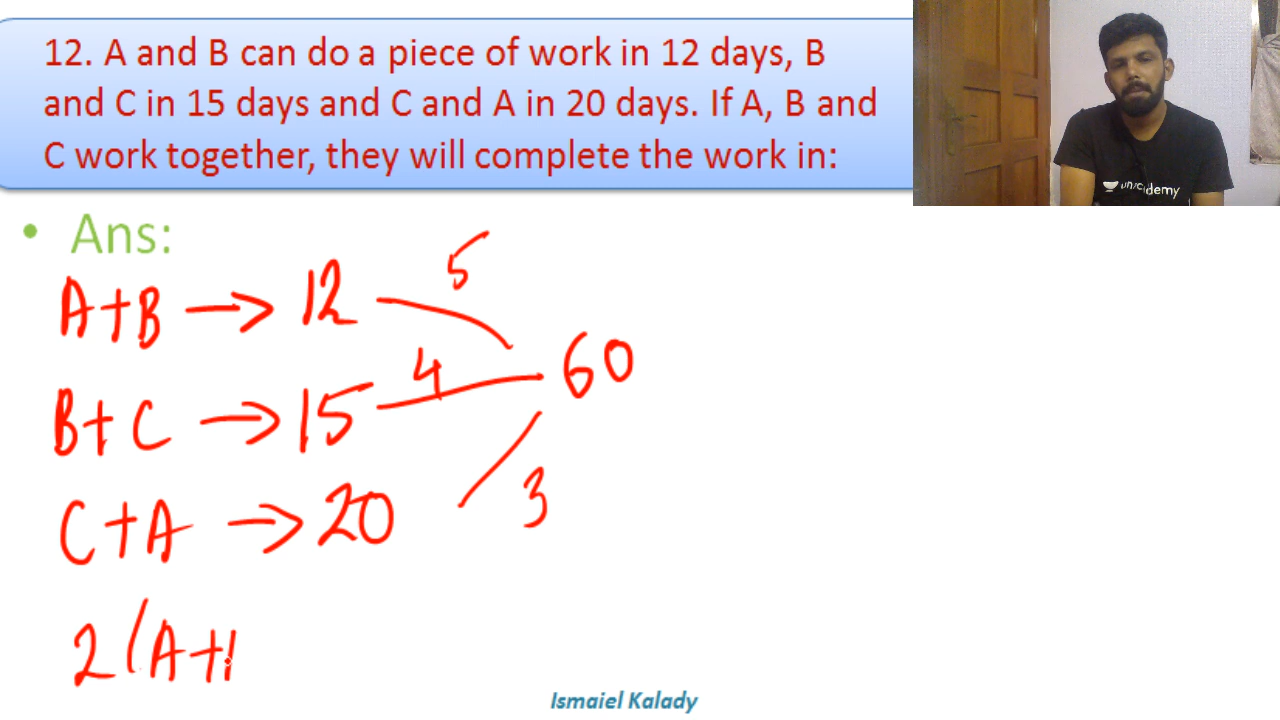 12. A and B can do a piece of work in 12 days, B
and C in 15 days and C and A in 20 days. If A, B and
C work together, they will complete the work in:
unacademy
• Ans:
A+B → 12 5
B+C → 15 4 60
C+A → 20 3
2(A+
Ismaiel Kalady